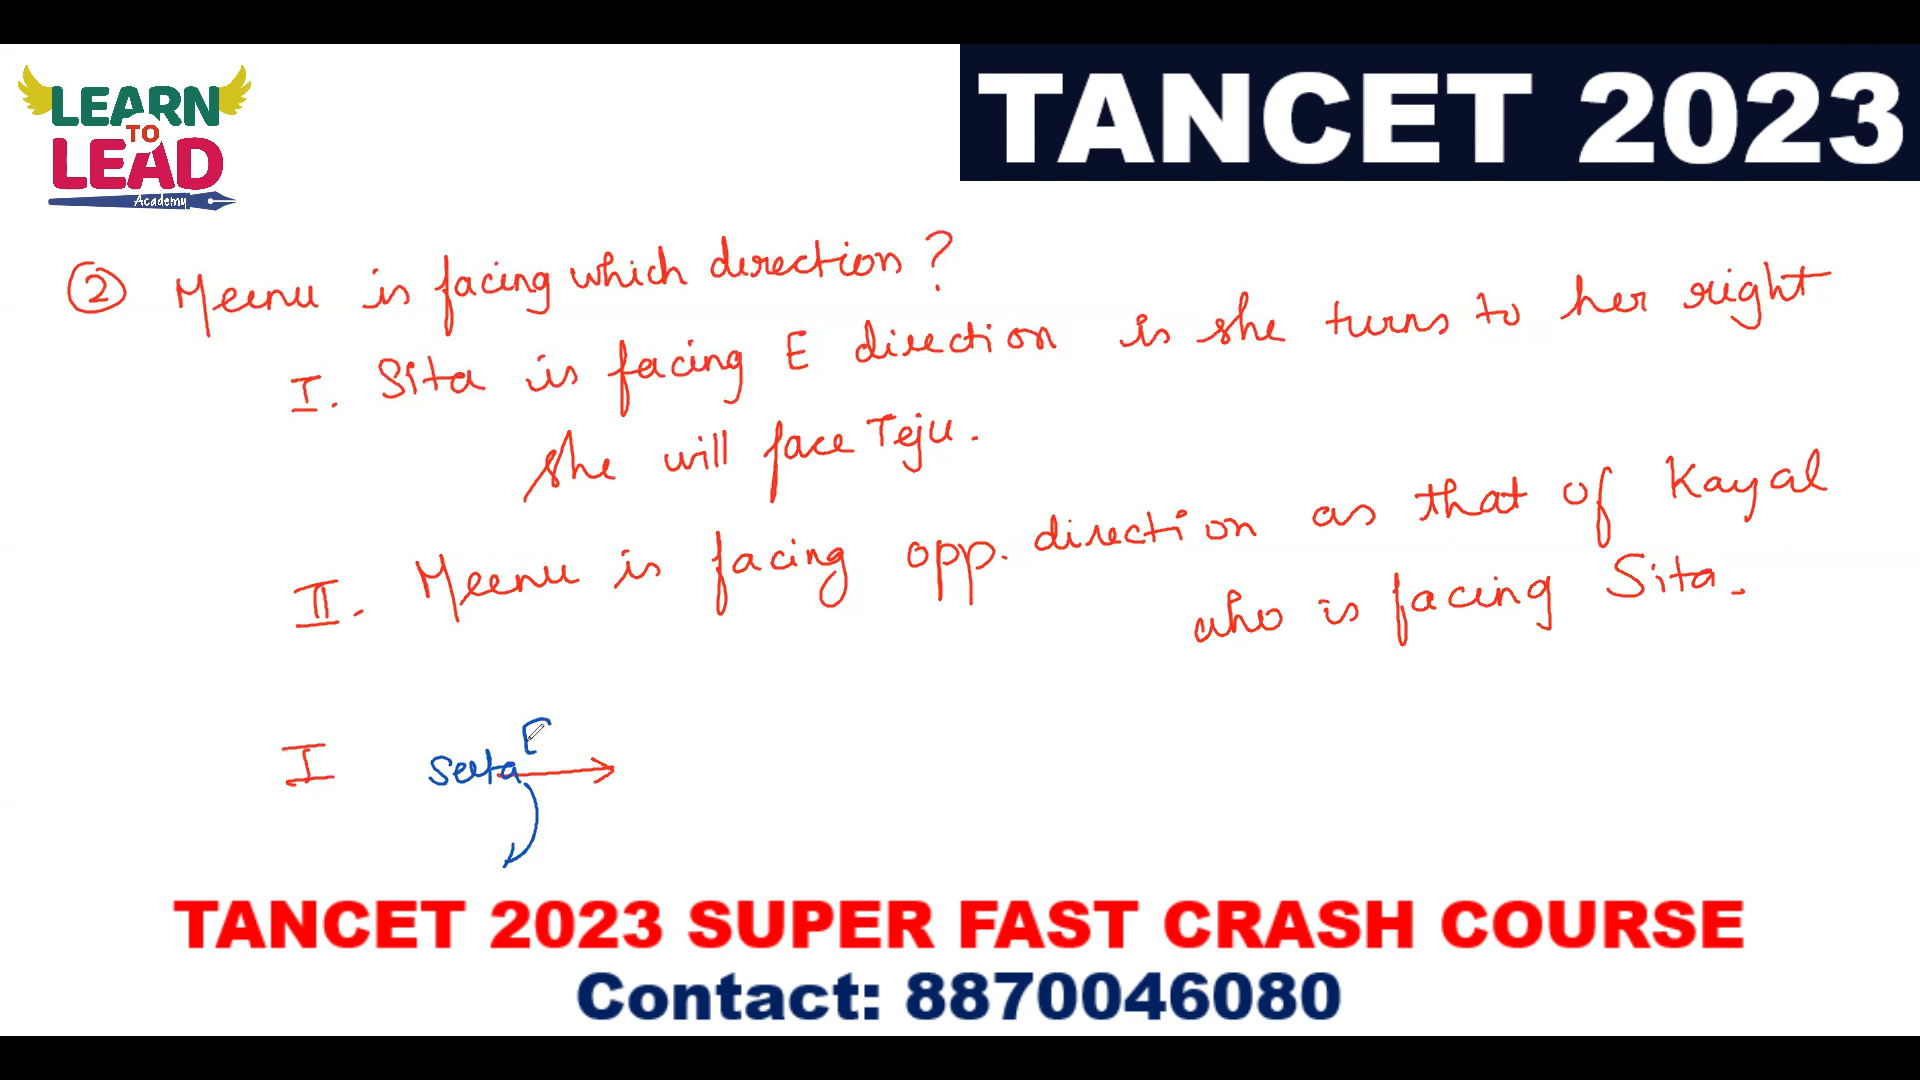 LEARN
TO
LEAD
Academy
TANCET 2023
② Meenu is facing which direction?
I. Sita is facing E direction is she turns to her right
she will face Teju.
II. Meenu is facing opp. direction as that of Kayal
who is facing Sita.
I Seeta E
TANCET 2023 SUPER FAST CRASH COURSE
Contact: 8870046080